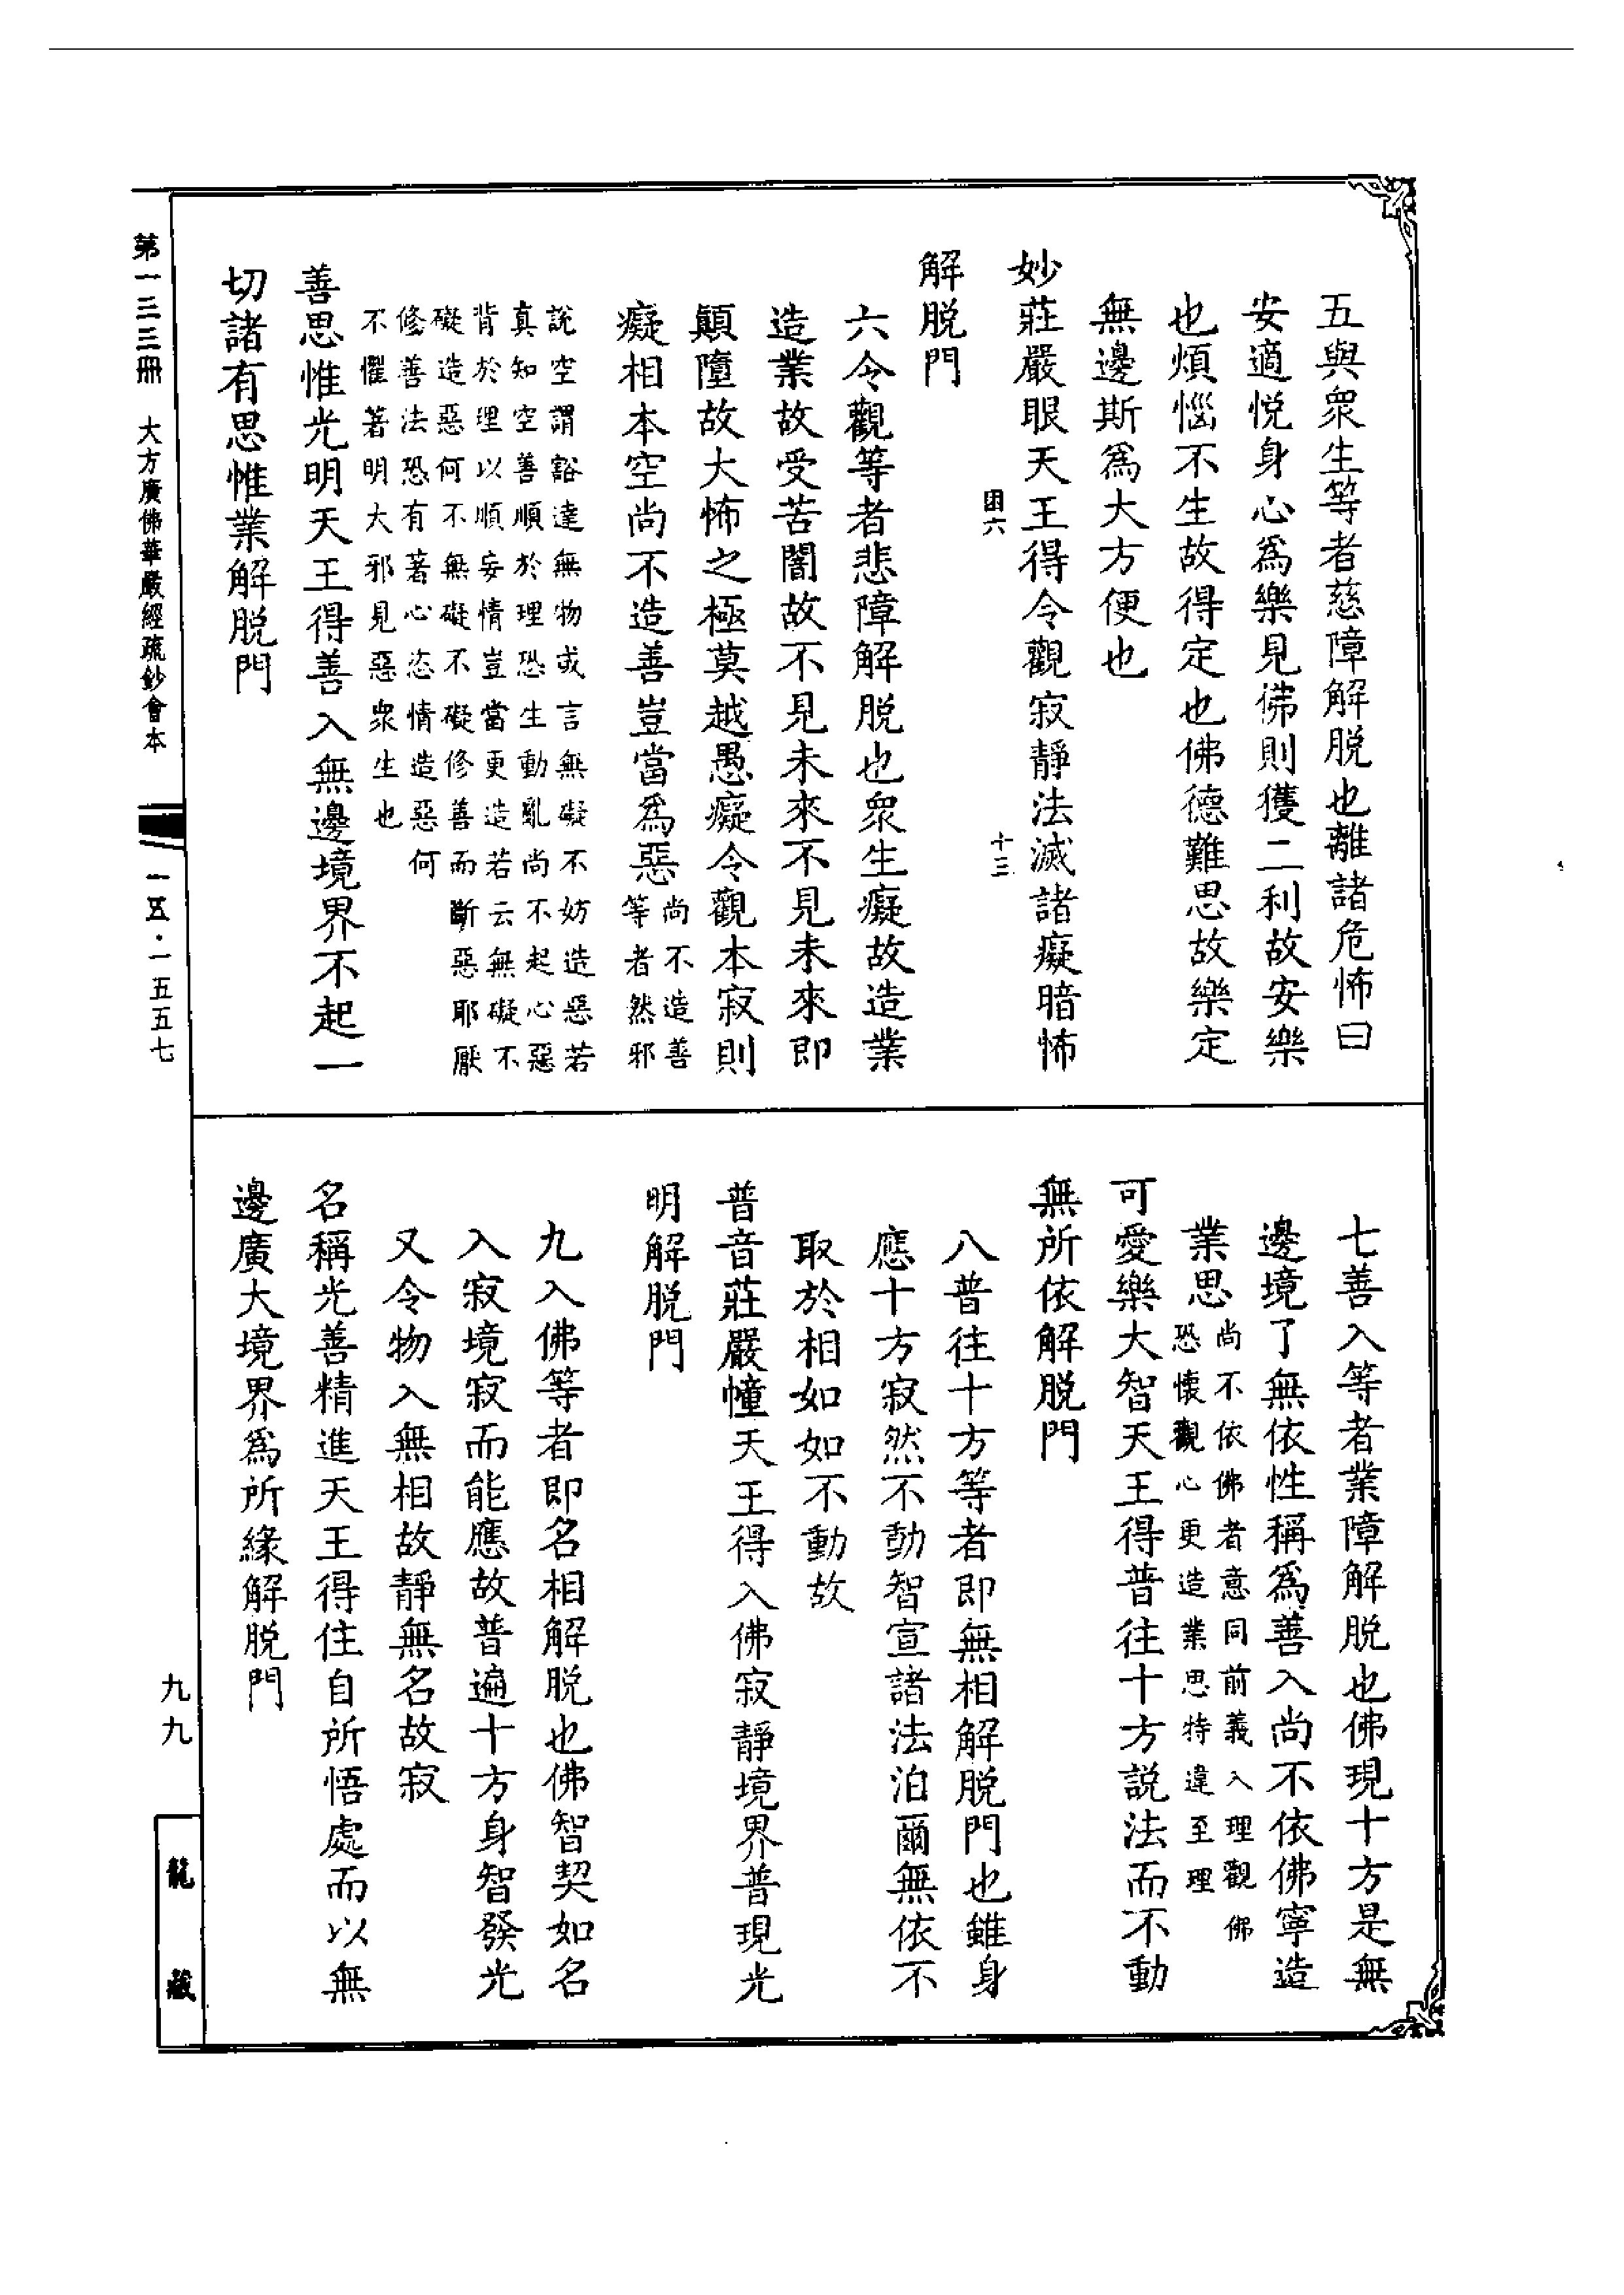 五與衆生等者慈障解脱也離諸危怖曰
安適悦身心爲樂見佛則獲二利故安樂
也煩惱不生故得定也佛德難思故樂定
無邊斯爲大方便也
妙莊嚴眼天王得令觀寂靜法滅諸癡暗怖
困六
十三
解脱門
六令觀等者悲障解脱也衆生癡故造業
造業故受苦闇故不見未來不見未來即
顚墮故大怖之極莫越愚癡令觀本寂則
癡相本空尚不造善豈當爲惡
尚不造善
等者然邪
說空謂豁達無物或言無礙不妨造惡若
真知空善順於理恐生動亂尚不起心惡
背於理以順妄情豈當更造若云無礙不
礙造惡何不無礙不礙修善而斷惡耶厭
修善法恐有著心恣情造惡何
不懼著明大邪見惡衆生也
善思惟光明天王得善入無邊境界不起一
切諸有思惟業解脱門
七善入等者業障解脱也佛現十方是無
邊境了無依性稱爲善入尚不依佛寧造
業思
尚不依佛者意同前義入理觀佛
恐懷觀心更造業思特違至理
可愛樂大智天王得普往十方説法而不動
無所依解脱門
八普往十方等者即無相解脱門也雖身
應十方寂然不動智宣諸法泊爾無依不
取於相如如不動故
普音莊嚴幢天王得入佛寂靜境界普現光
明解脱門
九入佛等者即名相解脱也佛智契如名
入寂境寂而能應故普遍十方身智發光
又令物入無相故靜無名故寂
名稱光善精進天王得住自所悟處而以無
邊廣大境界爲所緣解脱門
第一三三冊 大方廣佛華嚴經疏鈔會本
一五·一五五七
九九
龍藏